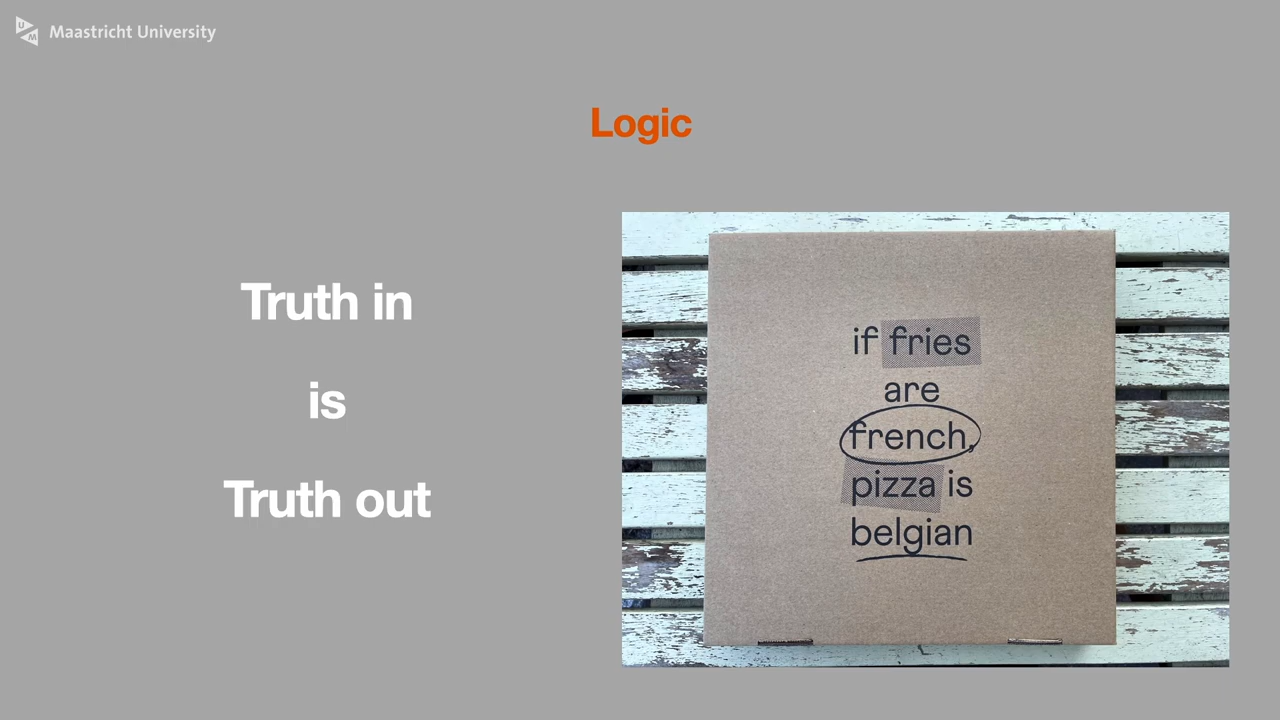 Maastricht University
Logic
Truth in
is
Truth out
if fries
are
french,
pizza is
belgian